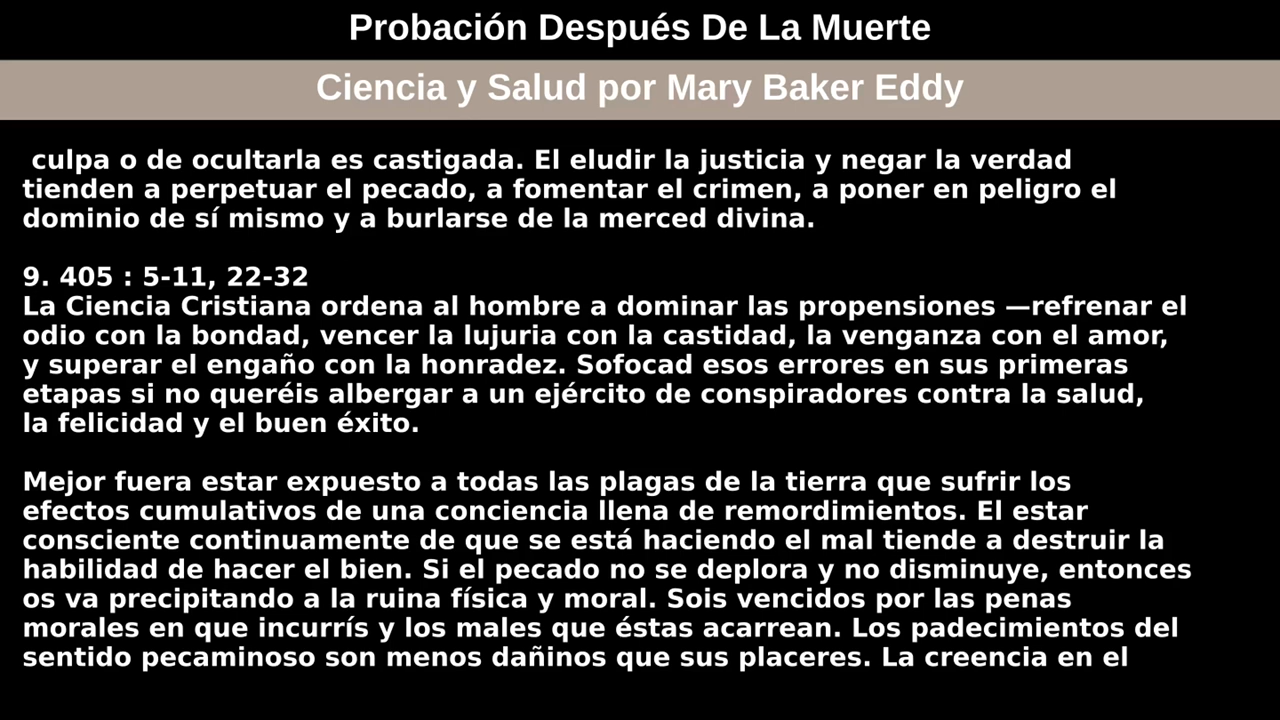 Probación Después De La Muerte
Ciencia y Salud por Mary Baker Eddy
culpa o de ocultarla es castigada. El eludir la justicia y negar la verdad
tienden a perpetuar el pecado, a fomentar el crimen, a poner en peligro el
dominio de sí mismo y a burlarse de la merced divina.
9. 405 : 5-11, 22-32
La Ciencia Cristiana ordena al hombre a dominar las propensiones —refrenar el
odio con la bondad, vencer la lujuria con la castidad, la venganza con el amor,
y superar el engaño con la honradez. Sofocad esos errores en sus primeras
etapas si no queréis albergar a un ejército de conspiradores contra la salud,
la felicidad y el buen éxito.
Mejor fuera estar expuesto a todas las plagas de la tierra que sufrir los
efectos cumulativos de una conciencia llena de remordimientos. El estar
consciente continuamente de que se está haciendo el mal tiende a destruir la
habilidad de hacer el bien. Si el pecado no se deplora y no disminuye, entonces
os va precipitando a la ruina física y moral. Sois vencidos por las penas
morales en que incurrís y los males que éstas acarrean. Los padecimientos del
sentido pecaminoso son menos dañinos que sus placeres. La creencia en el